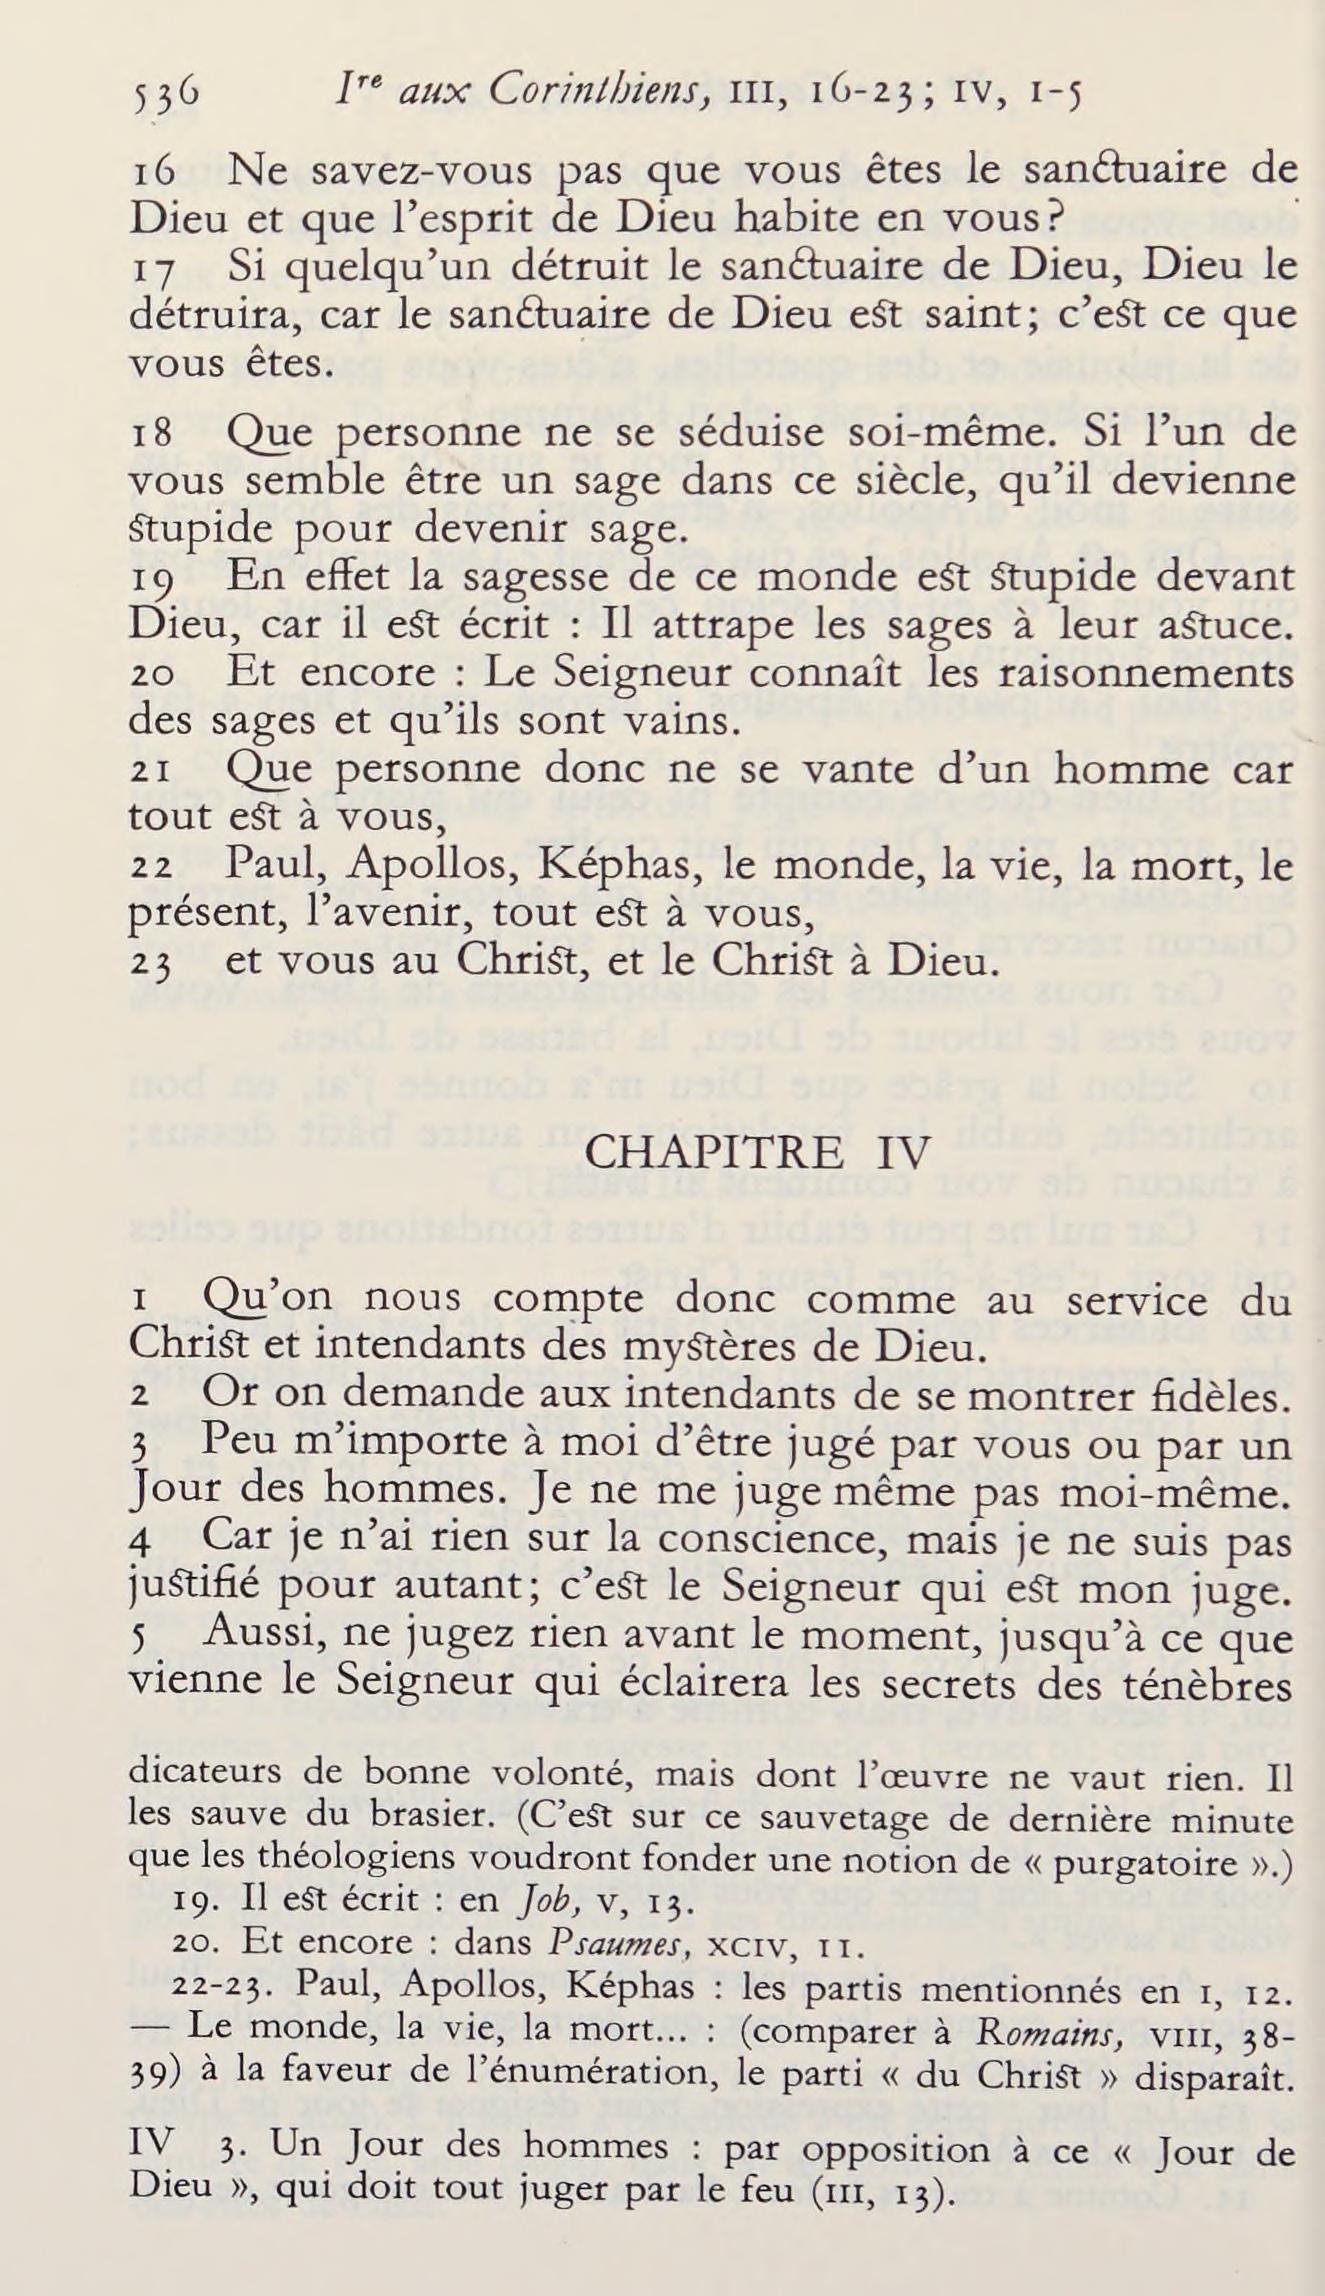 536 Iʳᵉ aux Corinthiens, III, 16-23; IV, 1-5
16 Ne savez-vous pas que vous êtes le sanctuaire de
Dieu et que l’esprit de Dieu habite en vous?
17 Si quelqu’un détruit le sanctuaire de Dieu, Dieu le
détruira, car le sanctuaire de Dieu est saint; c’est ce que
vous êtes.
18 Que personne ne se séduise soi-même. Si l’un de
vous semble être un sage dans ce siècle, qu’il devienne
stupide pour devenir sage.
19 En effet la sagesse de ce monde est stupide devant
Dieu, car il est écrit : Il attrape les sages à leur astuce.
20 Et encore : Le Seigneur connaît les raisonnements
des sages et qu’ils sont vains.
21 Que personne donc ne se vante d’un homme car
tout est à vous,
22 Paul, Apollos, Képhas, le monde, la vie, la mort, le
présent, l’avenir, tout est à vous,
23 et vous au Christ, et le Christ à Dieu.
CHAPITRE IV
1 Qu’on nous compte donc comme au service du
Christ et intendants des mystères de Dieu.
2 Or on demande aux intendants de se montrer fidèles.
3 Peu m’importe à moi d’être jugé par vous ou par un
Jour des hommes. Je ne me juge même pas moi-même.
4 Car je n’ai rien sur la conscience, mais je ne suis pas
justifié pour autant; c’est le Seigneur qui est mon juge.
5 Aussi, ne jugez rien avant le moment, jusqu’à ce que
vienne le Seigneur qui éclairera les secrets des ténèbres
dicateurs de bonne volonté, mais dont l’œuvre ne vaut rien. Il
les sauve du brasier. (C’est sur ce sauvetage de dernière minute
que les théologiens voudront fonder une notion de « purgatoire ».)
19. Il est écrit : en Job, V, 13.
20. Et encore : dans Psaumes, XCIV, 11.
22-23. Paul, Apollos, Képhas : les partis mentionnés en I, 12.
— Le monde, la vie, la mort... : (comparer à Romains, VIII, 38-
39) à la faveur de l’énumération, le parti « du Christ » disparaît.
IV 3. Un Jour des hommes : par opposition à ce « Jour de
Dieu », qui doit tout juger par le feu (III, 13).